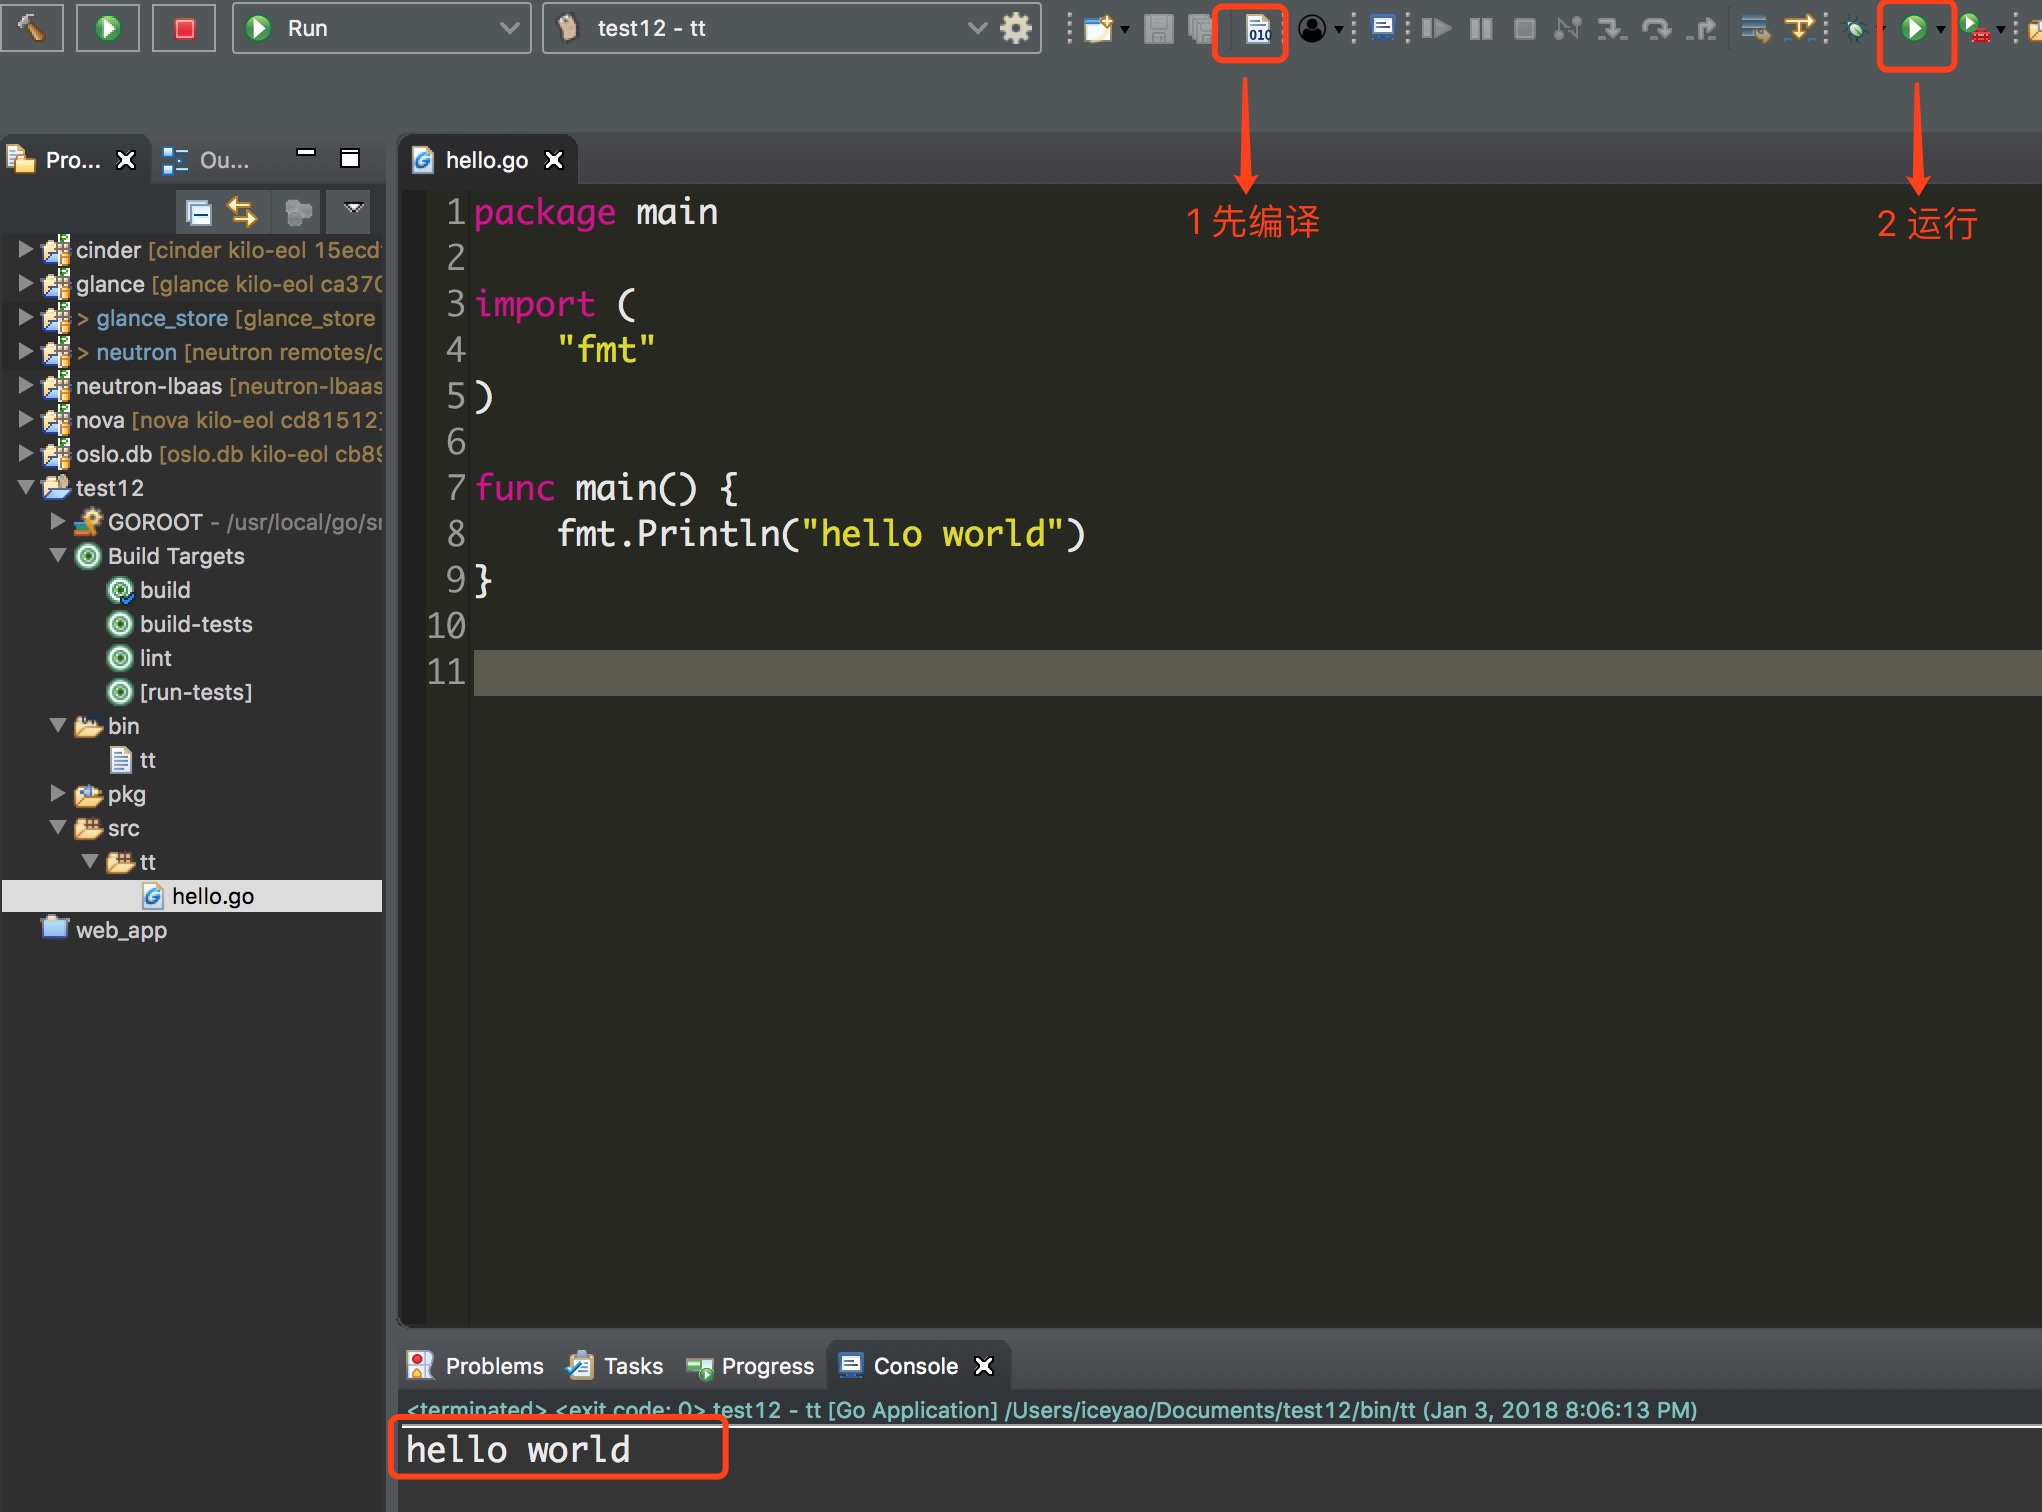 Run
test12 - tt
010
1 先编译
2 运行
Pro...
Ou...
hello.go
cinder [cinder kilo-eol 15ecd
glance [glance kilo-eol ca370
> glance_store [glance_store
> neutron [neutron remotes/
neutron-lbaas [neutron-lbaas
nova [nova kilo-eol cd81512]
oslo.db [oslo.db kilo-eol cb89
test12
GOROOT - /usr/local/go/sr
Build Targets
build
build-tests
lint
[run-tests]
bin
tt
pkg
src
tt
hello.go
web_app
1 package main
2
3 import (
4 "fmt"
5 )
6
7 func main() {
8 fmt.Println("hello world")
9 }
10
11
Problems
Tasks
Progress
Console
<terminated> <exit code: 0> test12 - tt [Go Application] /Users/iceyao/Documents/test12/bin/tt (Jan 3, 2018 8:06:13 PM)
hello world